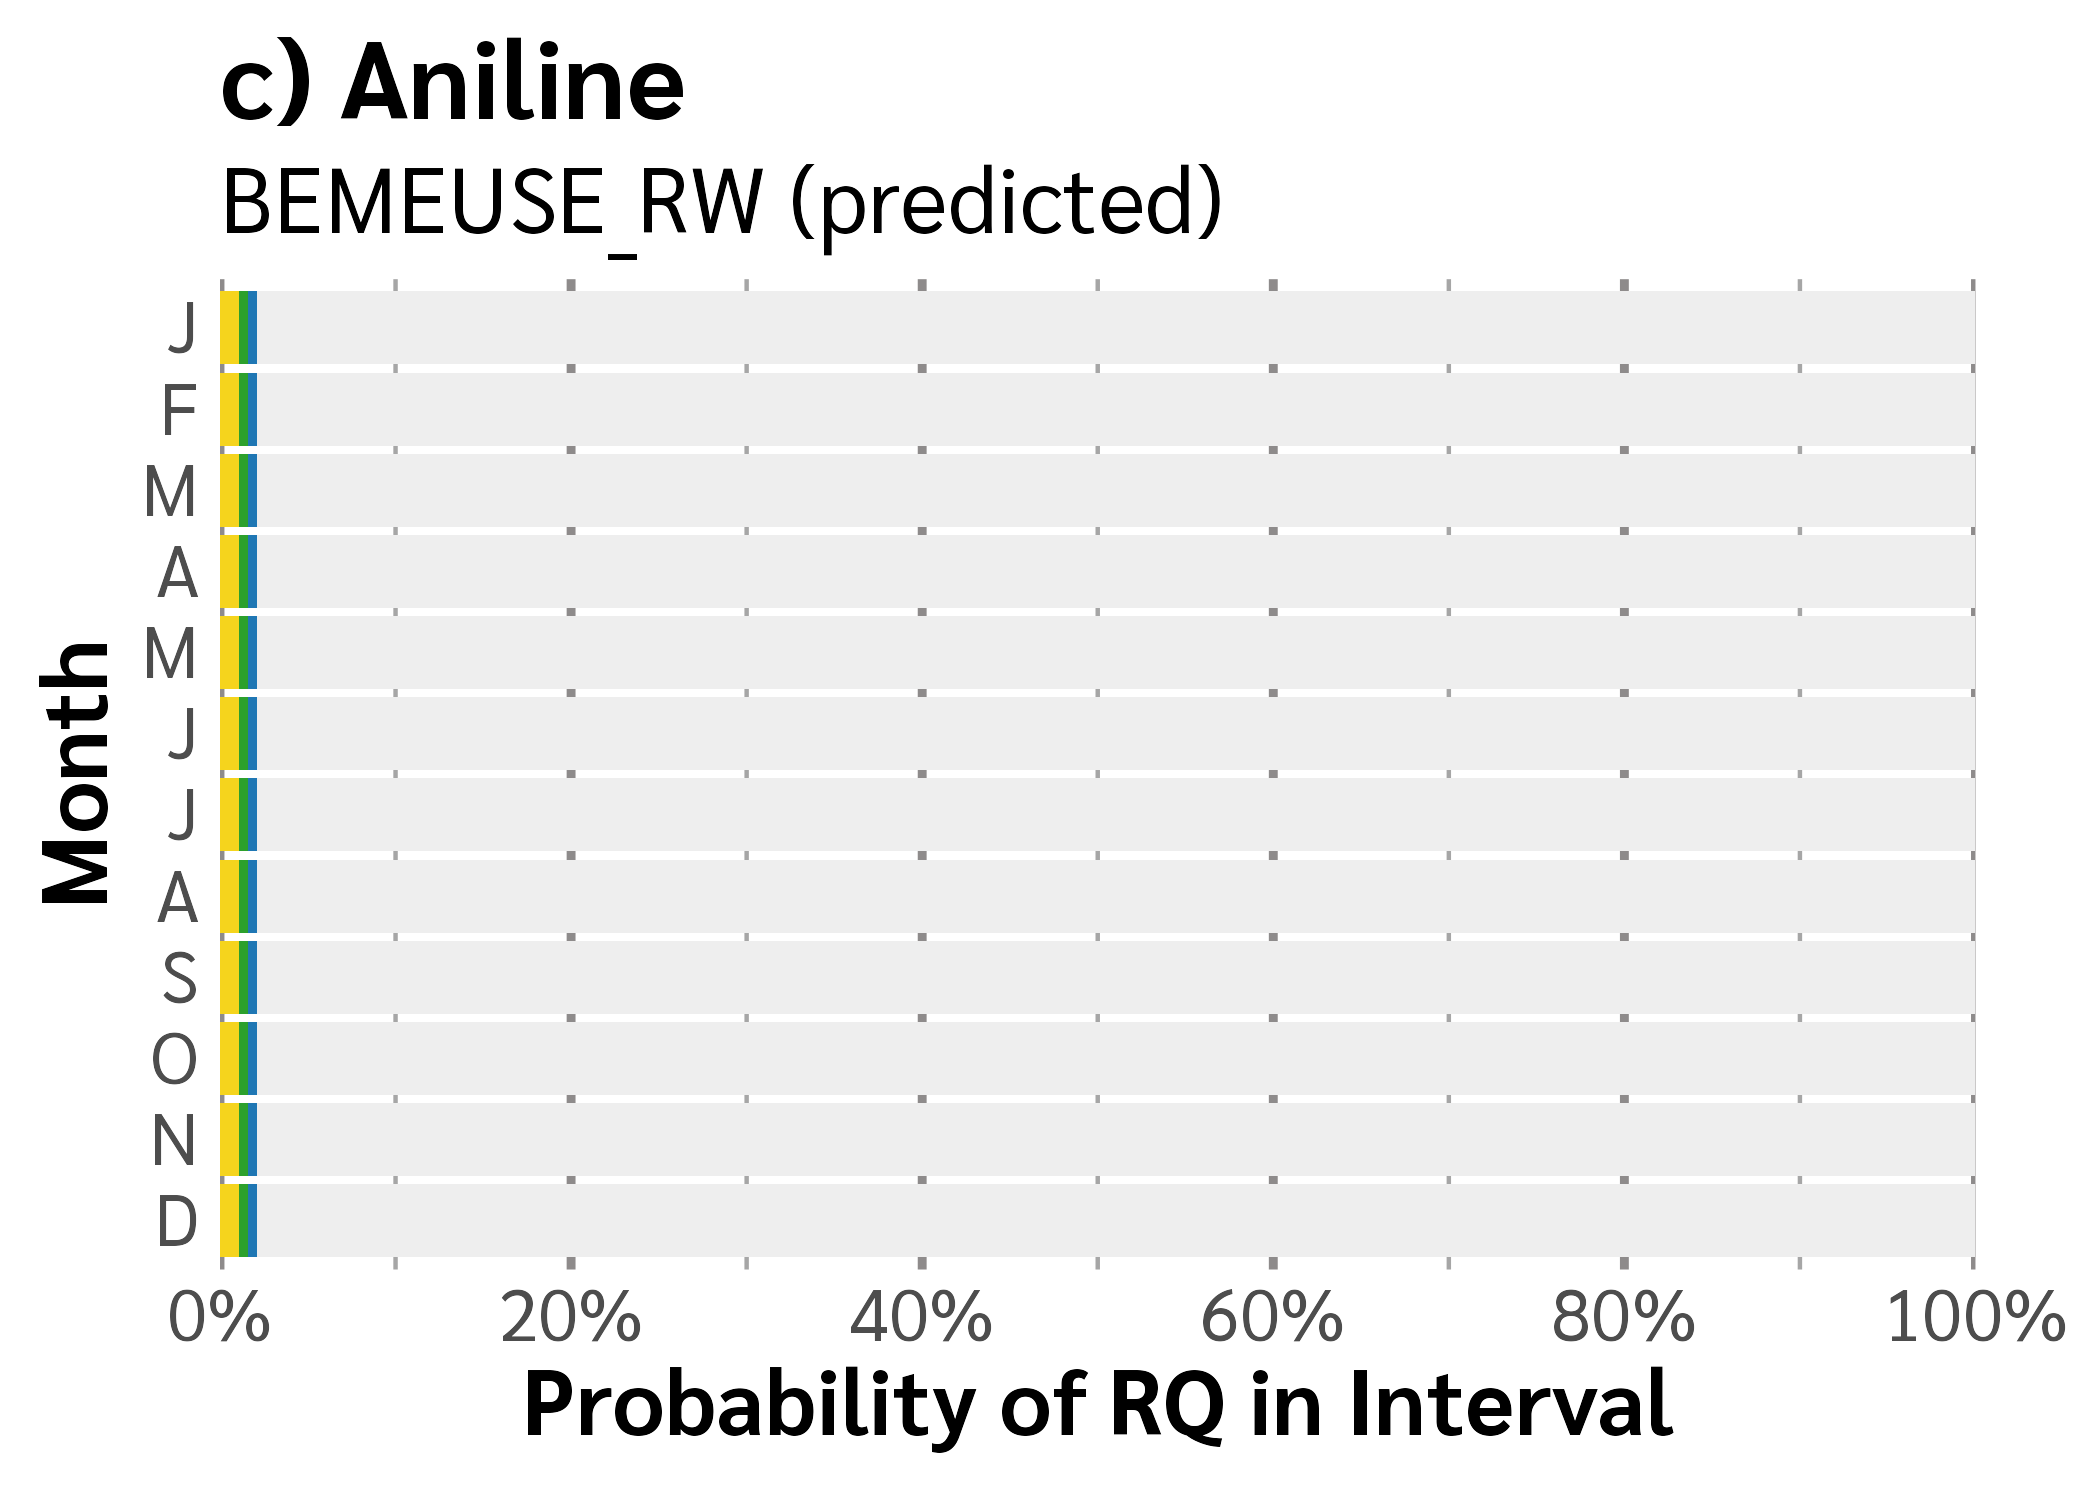 c) Aniline
BEMEUSE_RW (predicted)
Month
J
F
M
A
M
J
J
A
S
O
N
D
0% 20% 40% 60% 80% 100%
Probability of RQ in Interval